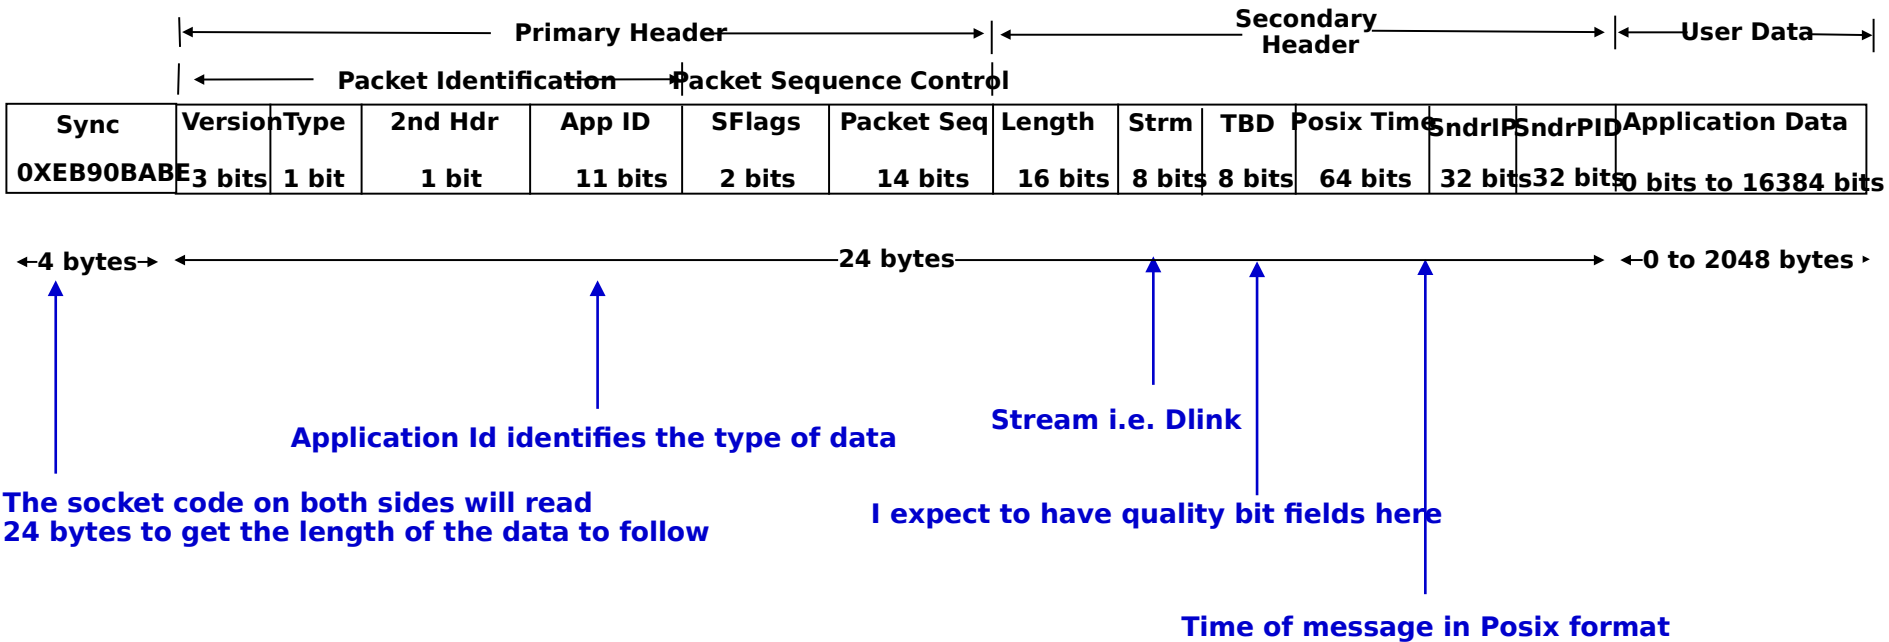 Primary Header
Secondary
Header
User Data
Packet Identification
Packet Sequence Control
Sync
Version
Type
2nd Hdr
App ID
SFlags
Packet Seq
Length
Strm
TBD
Posix Time
SndrIP
SndrPID
Application Data
0XEB90BABE
3 bits
1 bit
1 bit
11 bits
2 bits
14 bits
16 bits
8 bits
8 bits
64 bits
32 bits
32 bits
0 bits to 16384 bits
4 bytes
24 bytes
0 to 2048 bytes
Stream i.e. Dlink
Application Id identifies the type of data
The socket code on both sides will read
24 bytes to get the length of the data to follow
I expect to have quality bit fields here
Time of message in Posix format